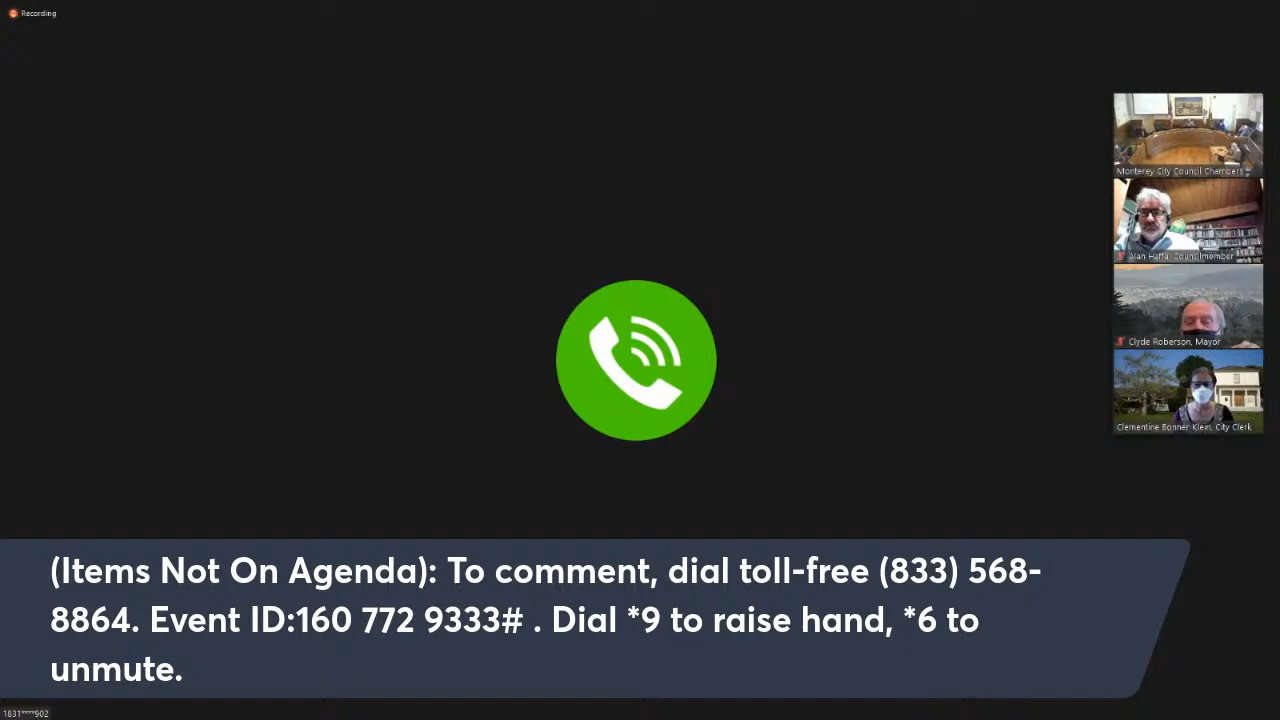 Recording
Monterey City Council Chambers
Alan Haffa, Councilmember
Clyde Roberson, Mayor
Clementine Bonner Klein, City Clerk
(Items Not On Agenda): To comment, dial toll-free (833) 568-
8864. Event ID:160 772 9333# . Dial *9 to raise hand, *6 to
unmute.
1831****902